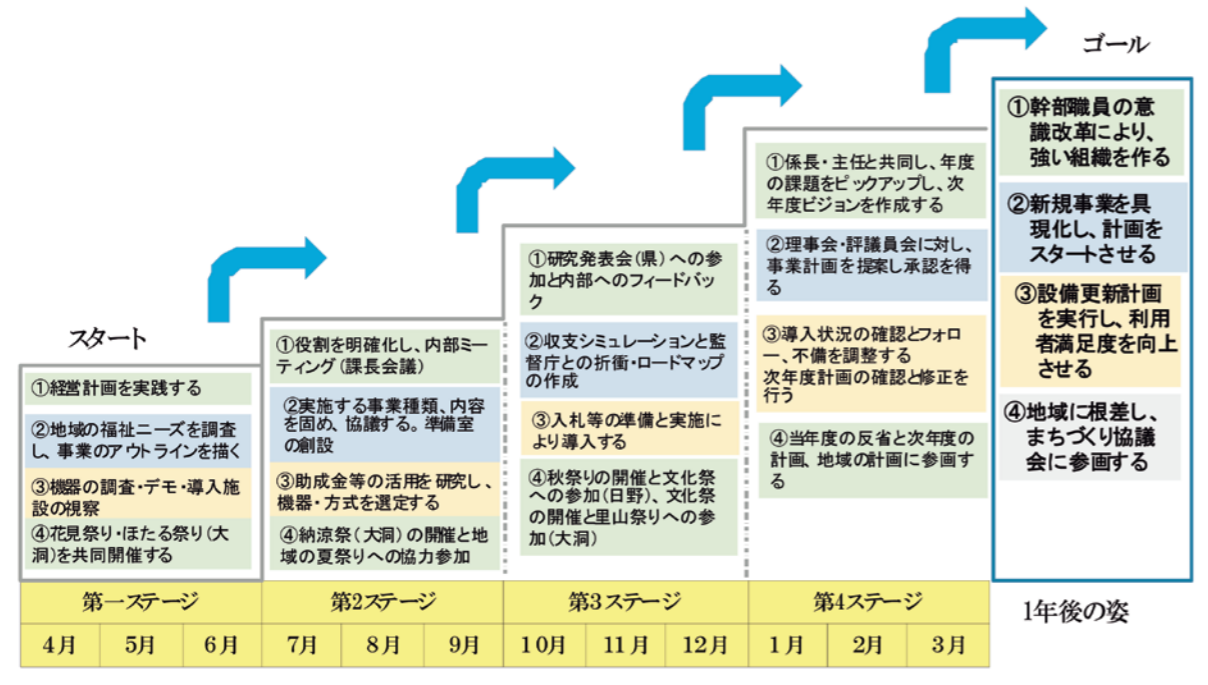 スタート
①経営計画を実践する
②地域の福祉ニーズを調査
し、事業のアウトラインを描く
③機器の調査・デモ・導入施
設の視察
④花見祭り・ほたる祭り(大
洞)を共同開催する
①役割を明確化し、内部ミー
ティング(課長会議)
②実施する事業種類、内容
を固め、協議する。準備室
の創設
③助成金等の活用を研究し、
機器・方式を選定する
④納涼祭(大洞)の開催と地
域の夏祭りへの協力参加
①研究発表会(県)への参
加と内部へのフィードバッ
ク
②収支シミュレーションと監
督庁との折衝・ロードマップ
の作成
③入札等の準備と実施に
より導入する
④秋祭りの開催と文化祭
への参加(日野)、文化祭
の開催と里山祭りへの参
加(大洞)
①係長・主任と共同し、年度
の課題をピックアップし、次
年度ビジョンを作成する
②理事会・評議員会に対し、
事業計画を提案し承認を得
る
③導入状況の確認とフォロ
ー、不備を調整する
次年度計画の確認と修正を
行う
④当年度の反省と次年度の
計画、地域の計画に参画す
る
ゴール
①幹部職員の意
識改革により、
強い組織を作る
②新規事業を具
現化し、計画を
スタートさせる
③設備更新計画
を実行し、利用
者満足度を向上
させる
④地域に根差し、
まちづくり協議
会に参画する
1年後の姿
第一ステージ 第2ステージ 第3ステージ 第4ステージ
4月 5月 6月 7月 8月 9月 10月 11月 12月 1月 2月 3月